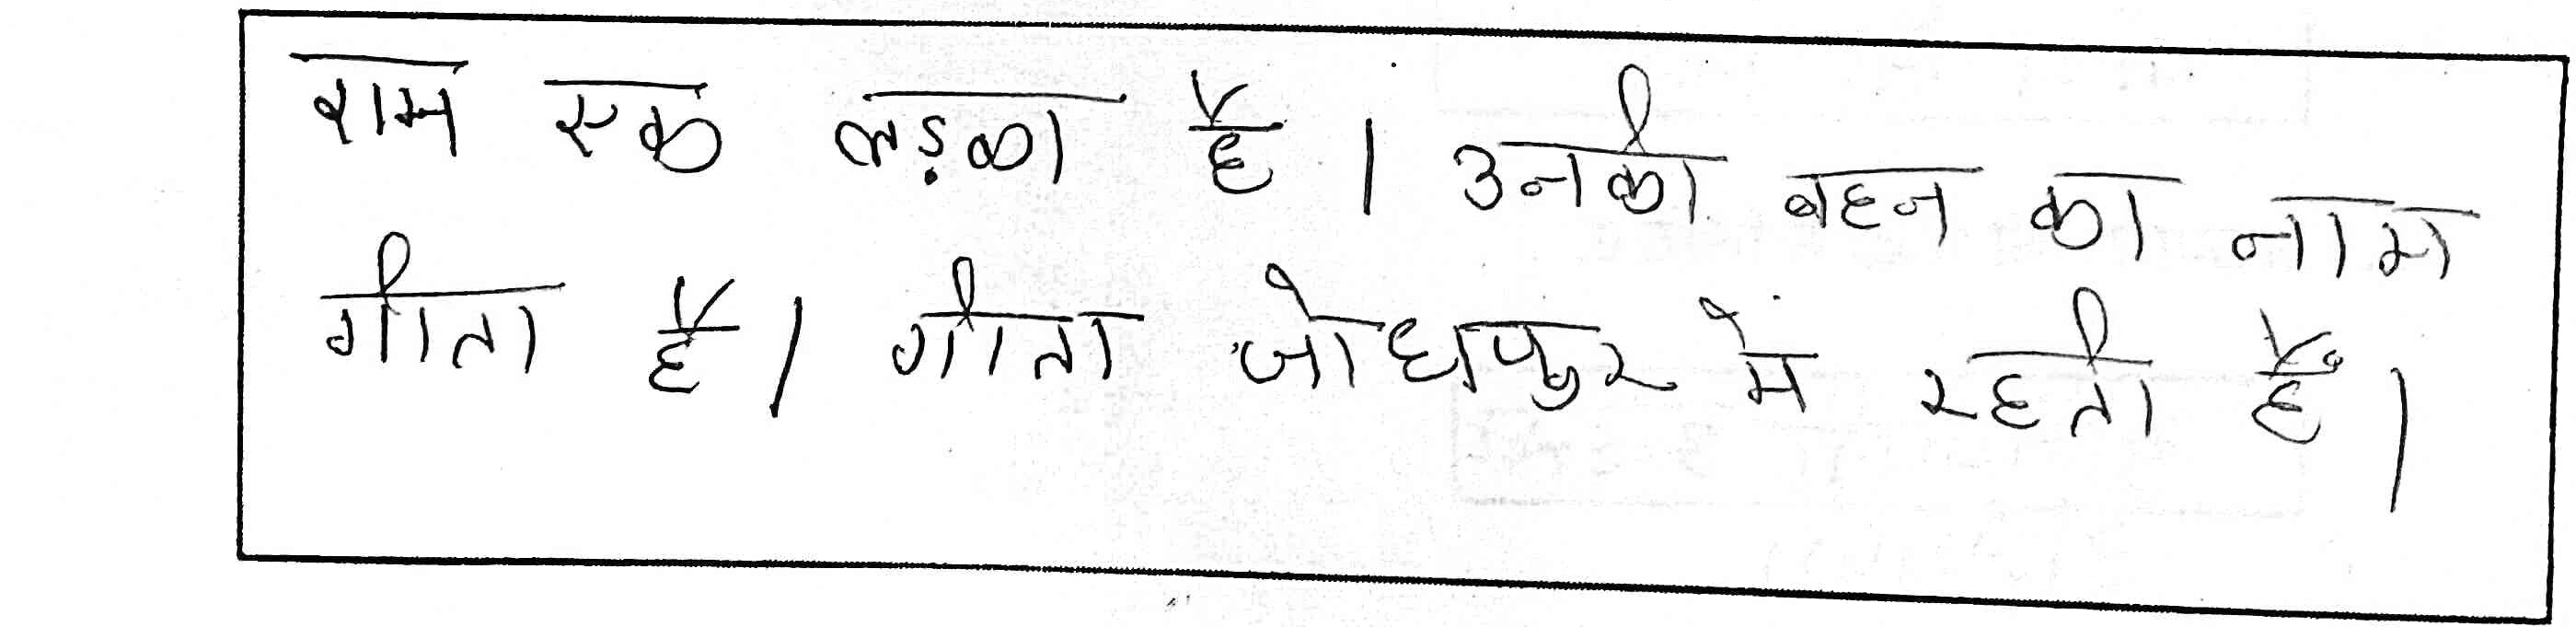 राम एक लड़का है। उनकी बहन का नाम
गीता है। गीता जोधपुर मे रहती हैं।